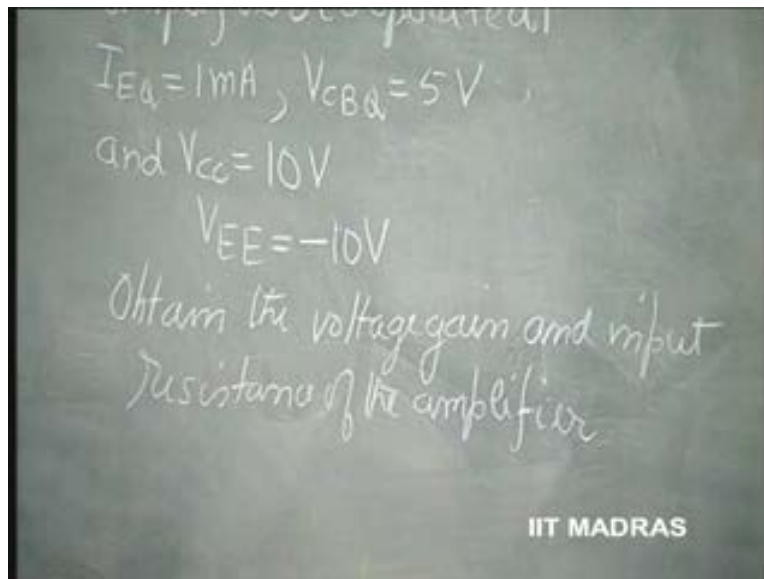 I_EQ = 1mA, V_CBQ = 5V
and V_CC = 10V
V_EE = -10V
Obtain the voltage gain and input
resistance of the amplifier
IIT MADRAS